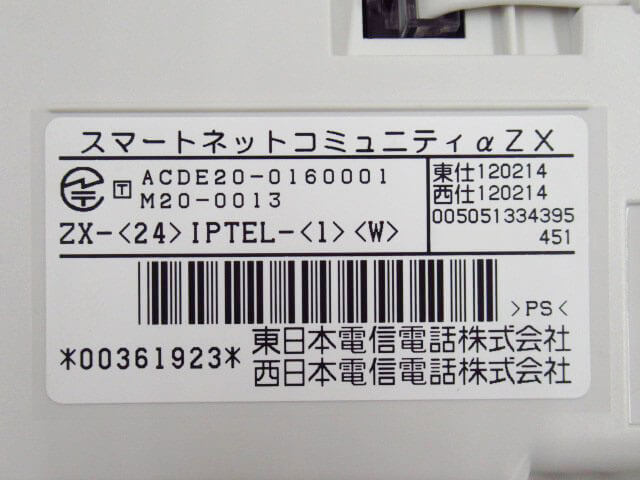 スマートネットコミュニティαZX
T ACDE20-0160001
M20-0013
ZX-<24>IPTEL-<1><W>
東仕120214
西仕120214
005051334395
451
>PS<
*00361923*
東日本電信電話株式会社
西日本電信電話株式会社